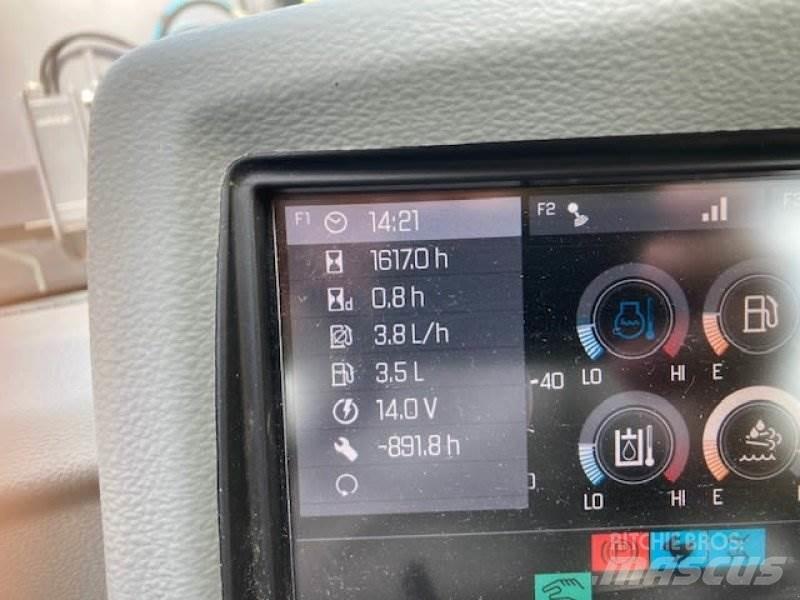 F1 14:21
F2
F3
1617.0 h
d 0.8 h
3.8 L/h
3.5 L
-40
14.0 V
-891.8 h
LO HI E
LO HI E
RITCHIE BROS.
MASCUS